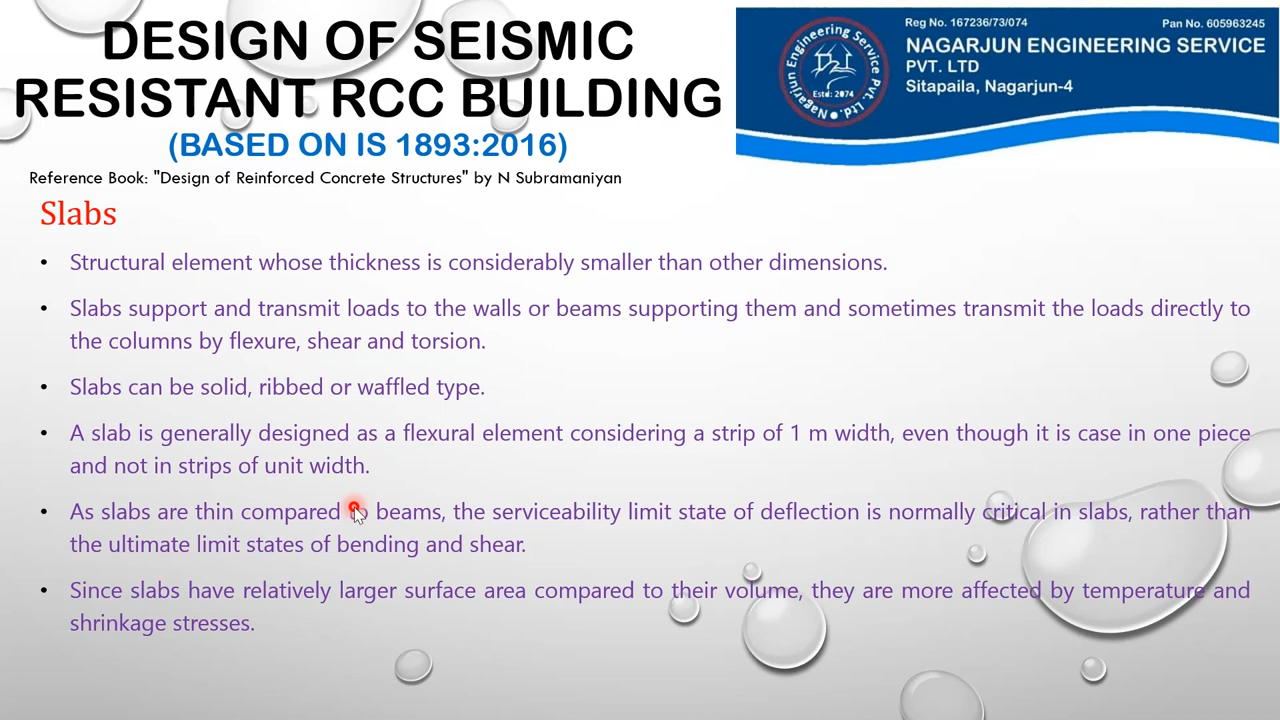 DESIGN OF SEISMIC
RESISTANT RCC BUILDING
(BASED ON IS 1893:2016)
Reference Book: "Design of Reinforced Concrete Structures" by N Subramaniyan
Reg No. 167236/73/074
Pan No. 605963245
NAGARJUN ENGINEERING SERVICE
PVT. LTD
Sitapaila, Nagarjun-4
Nagarjun Engineering Service Pvt. Ltd.
Estd: 2074
Slabs
• Structural element whose thickness is considerably smaller than other dimensions.
• Slabs support and transmit loads to the walls or beams supporting them and sometimes transmit the loads directly to
the columns by flexure, shear and torsion.
• Slabs can be solid, ribbed or waffled type.
• A slab is generally designed as a flexural element considering a strip of 1 m width, even though it is case in one piece
and not in strips of unit width.
• As slabs are thin compared to beams, the serviceability limit state of deflection is normally critical in slabs, rather than
the ultimate limit states of bending and shear.
• Since slabs have relatively larger surface area compared to their volume, they are more affected by temperature and
shrinkage stresses.